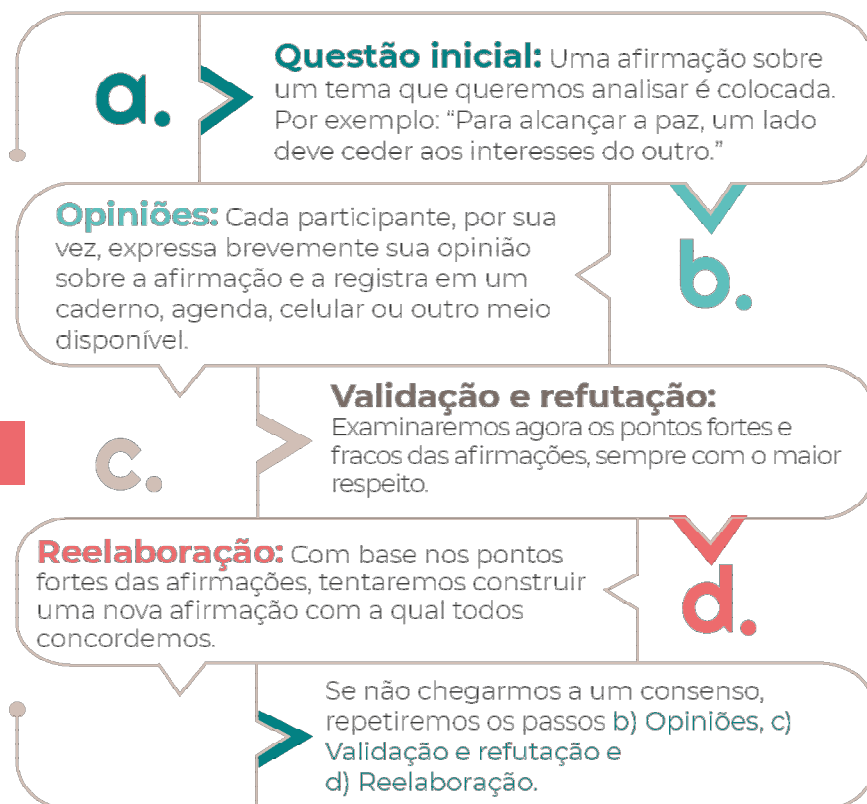 a.
Questão inicial: Uma afirmação sobre
um tema que queremos analisar é colocada.
Por exemplo: “Para alcançar a paz, um lado
deve ceder aos interesses do outro.”
Opiniões: Cada participante, por sua
vez, expressa brevemente sua opinião
sobre a afirmação e a registra em um
caderno, agenda, celular ou outro meio
disponível.
b.
c.
Validação e refutação:
Examinaremos agora os pontos fortes e
fracos das afirmações, sempre com o maior
respeito.
Reelaboração: Com base nos pontos
fortes das afirmações, tentaremos construir
uma nova afirmação com a qual todos
concordemos.
d.
Se não chegarmos a um consenso,
repetiremos os passos b) Opiniões, c)
Validação e refutação e
d) Reelaboração.